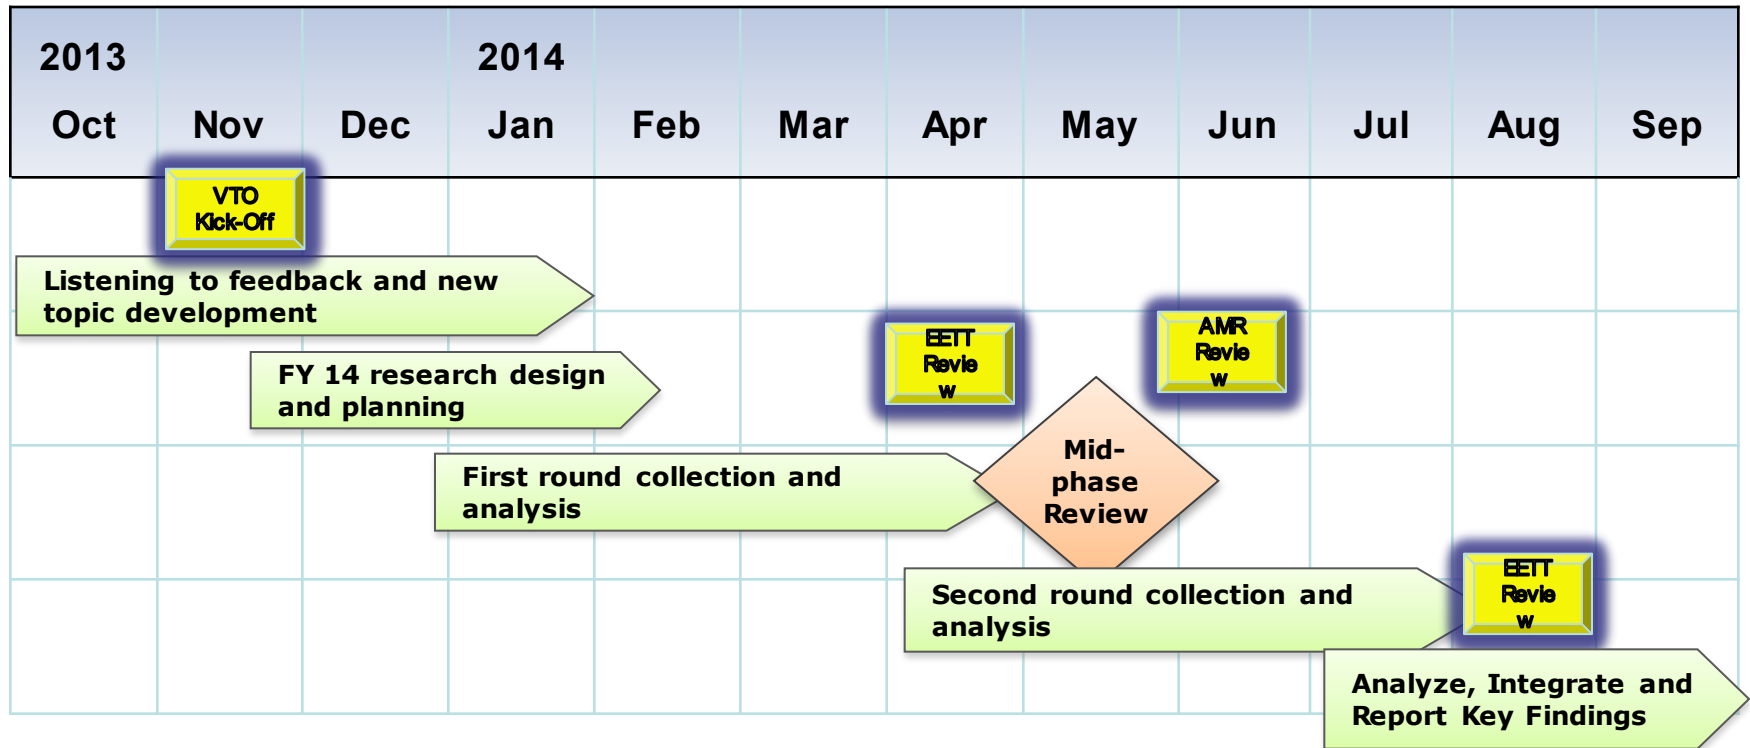 2013 2014
Oct Nov Dec Jan Feb Mar Apr May Jun Jul Aug Sep
VTO
Kick-Off
Listening to feedback and new
topic development
EETT
Revie
w
AMR
Revie
w
FY 14 research design
and planning
Mid-
phase
Review
First round collection and
analysis
EETT
Revie
w
Second round collection and
analysis
Analyze, Integrate and
Report Key Findings